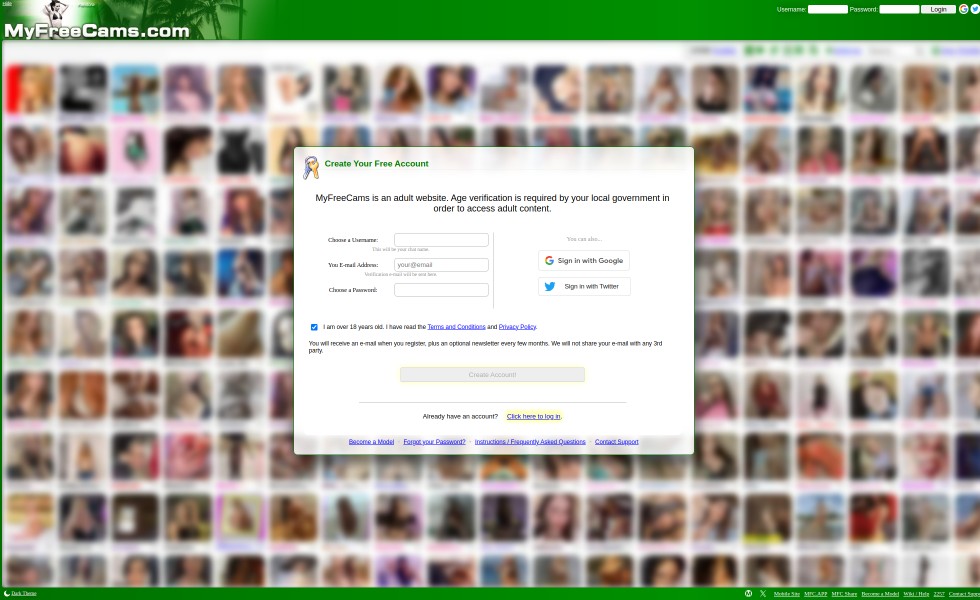 MyFreeCams.com
Username: Password: Login
Create Your Free Account
MyFreeCams is an adult website. Age verification is required by your local government in
order to access adult content.
Choose a Username:
This will be your chat name.
You E-mail Address: your@email
Verification e-mail will be sent here.
Choose a Password:
You can also...
Sign in with Google
Sign in with Twitter
I am over 18 years old. I have read the Terms and Conditions and Privacy Policy.
You will receive an e-mail when you register, plus an optional newsletter every few months. We will not share your e-mail with any 3rd
party.
Create Account!
Already have an account? Click here to log in.
Become a Model - Forgot your Password? - Instructions / Frequently Asked Questions - Contact Support
Dark Theme
Mobile Site MFC.APP MFC Share Become a Model Wiki / Help 2257 Contact